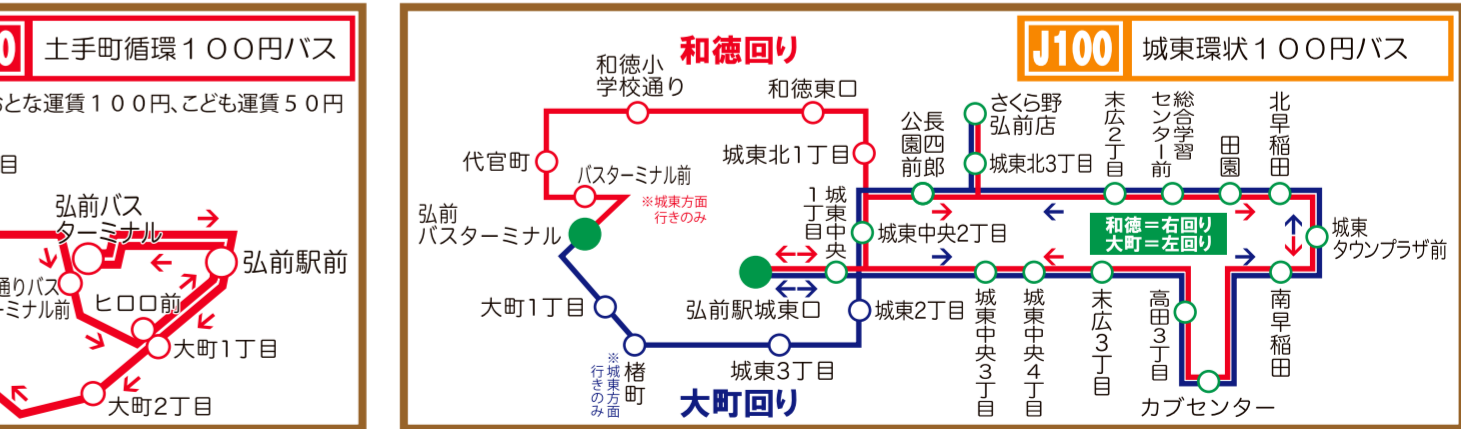 0
土手町循環１００円バス
おとな運賃１００円、こども運賃５０円
目
弘前バス
ターミナル
弘前駅前
通りバス
ーミナル前
ヒロロ前
大町1丁目
大町2丁目
和徳回り
J100
城東環状１００円バス
和徳小
学校通り
和徳東口
代官町
バスターミナル前
※城東方面
行きのみ
弘前
バスターミナル
城東北1丁目
長四郎
公園前
さくら野
弘前店
城東北3丁目
末広2丁目
総合学習
センター前
田園
北早稲田
城東中央
1丁目
城東中央2丁目
和徳＝右回り
大町＝左回り
城東
タウンプラザ前
弘前駅城東口
大町1丁目
※城東方面
行きのみ
楮町
城東3丁目
城東2丁目
大町回り
城東中央3丁目
城東中央4丁目
末広3丁目
高田3丁目
南早稲田
カブセンター